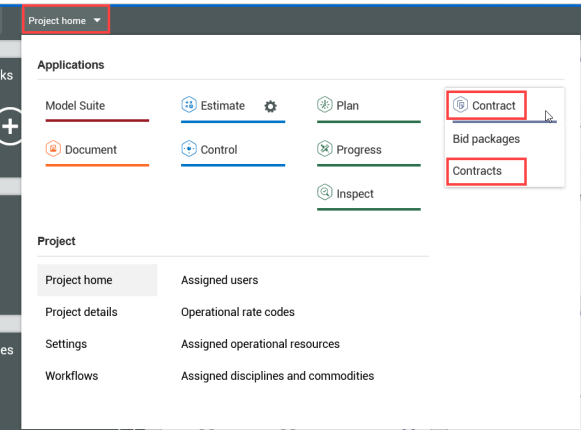 Project home
Applications
ks
Model Suite
Estimate
Plan
Contract
Document
Control
Progress
Bid packages
Contracts
Inspect
Project
Project home
Assigned users
Project details
Operational rate codes
Settings
Assigned operational resources
es
Workflows
Assigned disciplines and commodities